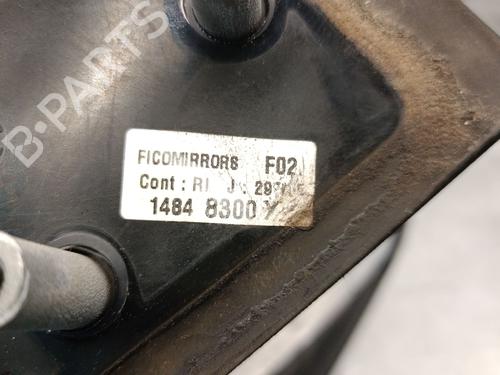 B-PARTS
FICOMIRRORS F02
Cont : RI J :
1484 8300